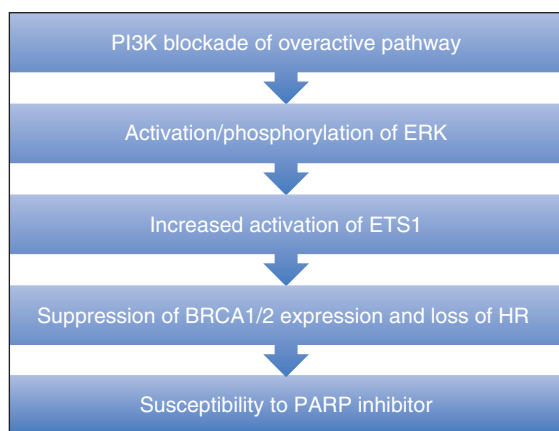 PI3K blockade of overactive pathway
Activation/phosphorylation of ERK
Increased activation of ETS1
Suppression of BRCA1/2 expression and loss of HR
Susceptibility to PARP inhibitor